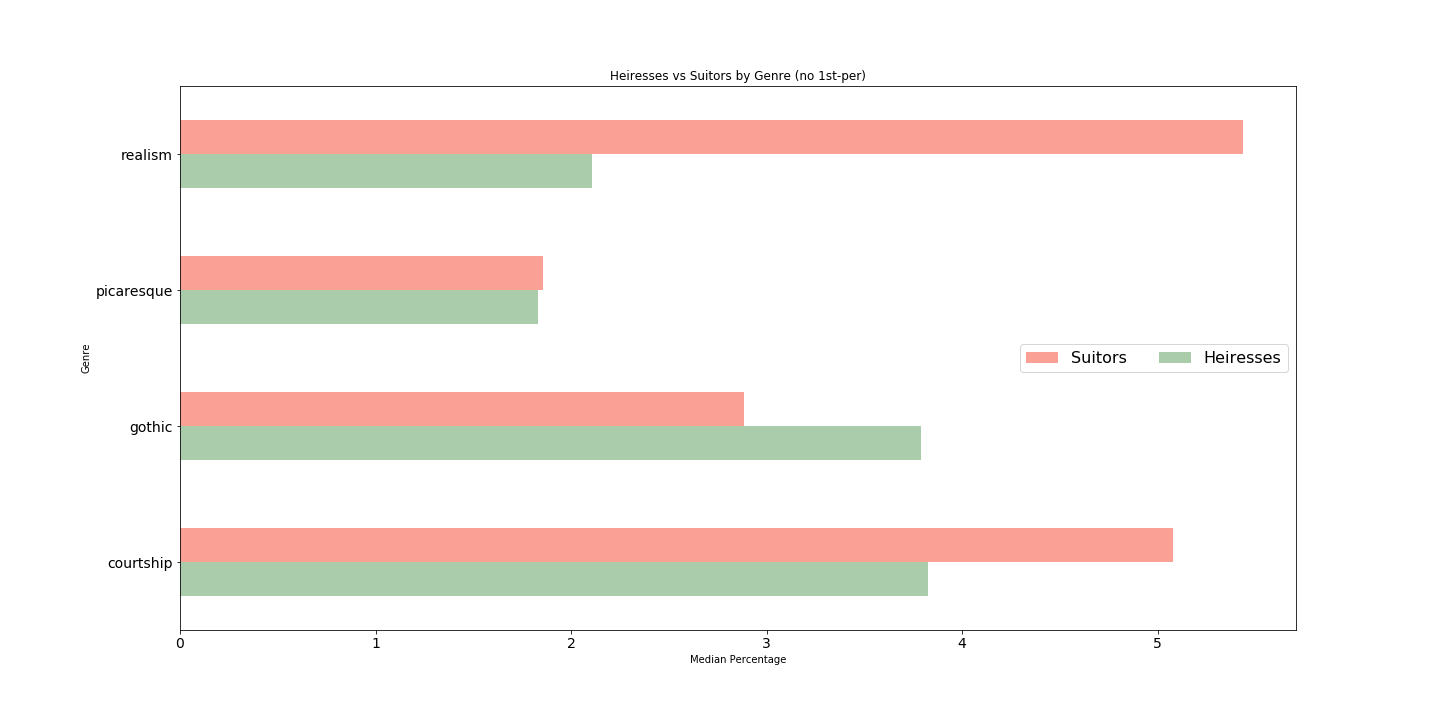 Heiresses vs Suitors by Genre (no 1st-per)
realism
picaresque
gothic
courtship
Genre
Suitors Heiresses
0 1 2 3 4 5
Median Percentage